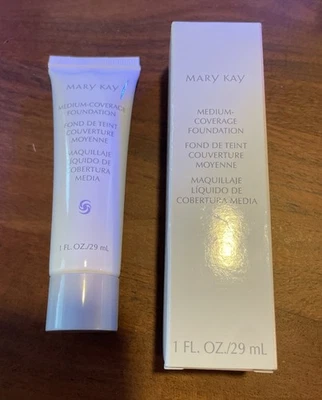 MARY KAY
MEDIUM-COVERAGE
FOUNDATION
FOND DE TEINT
COUVERTURE
MOYENNE
MAQUILLAJE
LÍQUIDO DE
COBERTURA MEDIA
1 FL. OZ./29 mL
MARY KAY
MEDIUM-
COVERAGE
FOUNDATION
FOND DE TEINT
COUVERTURE
MOYENNE
MAQUILLAJE
LÍQUIDO DE
COBERTURA MEDIA
1 FL. OZ./29 mL